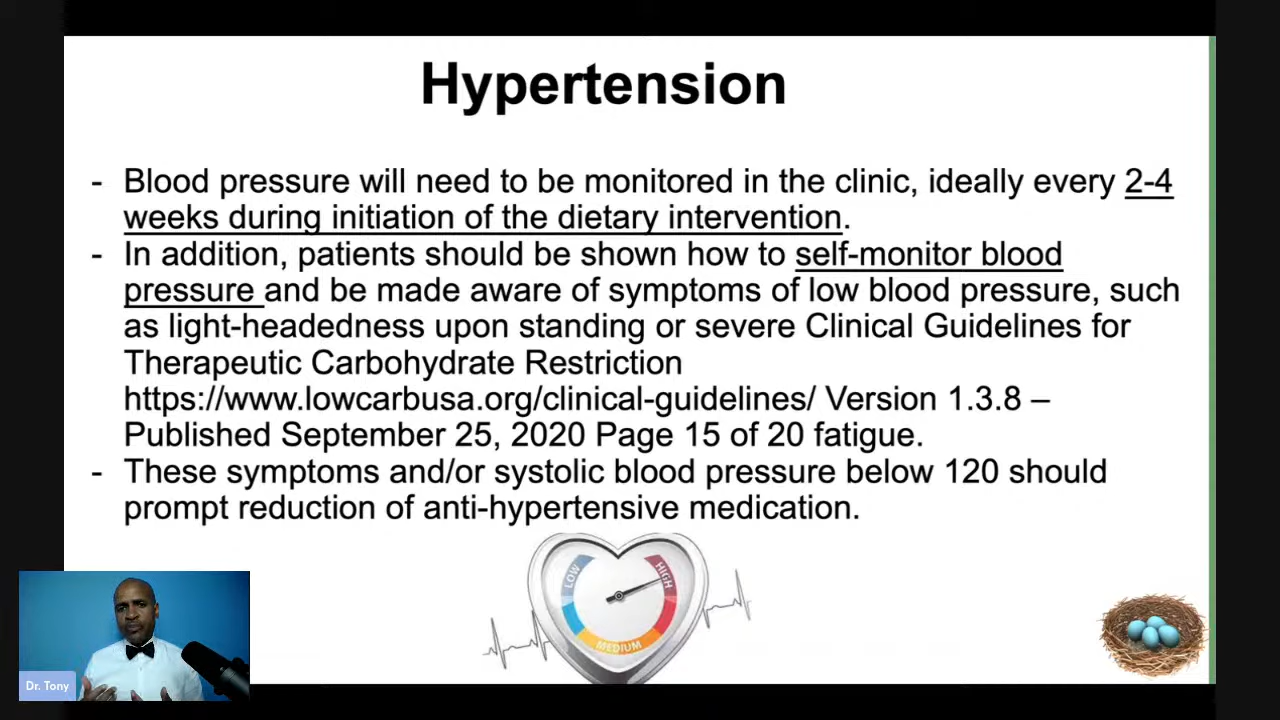 Hypertension
- Blood pressure will need to be monitored in the clinic, ideally every 2-4
weeks during initiation of the dietary intervention.
- In addition, patients should be shown how to self-monitor blood
pressure and be made aware of symptoms of low blood pressure, such
as light-headedness upon standing or severe Clinical Guidelines for
Therapeutic Carbohydrate Restriction
https://www.lowcarbusa.org/clinical-guidelines/ Version 1.3.8 –
Published September 25, 2020 Page 15 of 20 fatigue.
- These symptoms and/or systolic blood pressure below 120 should
prompt reduction of anti-hypertensive medication.
LOW
HIGH
MEDIUM
Dr. Tony